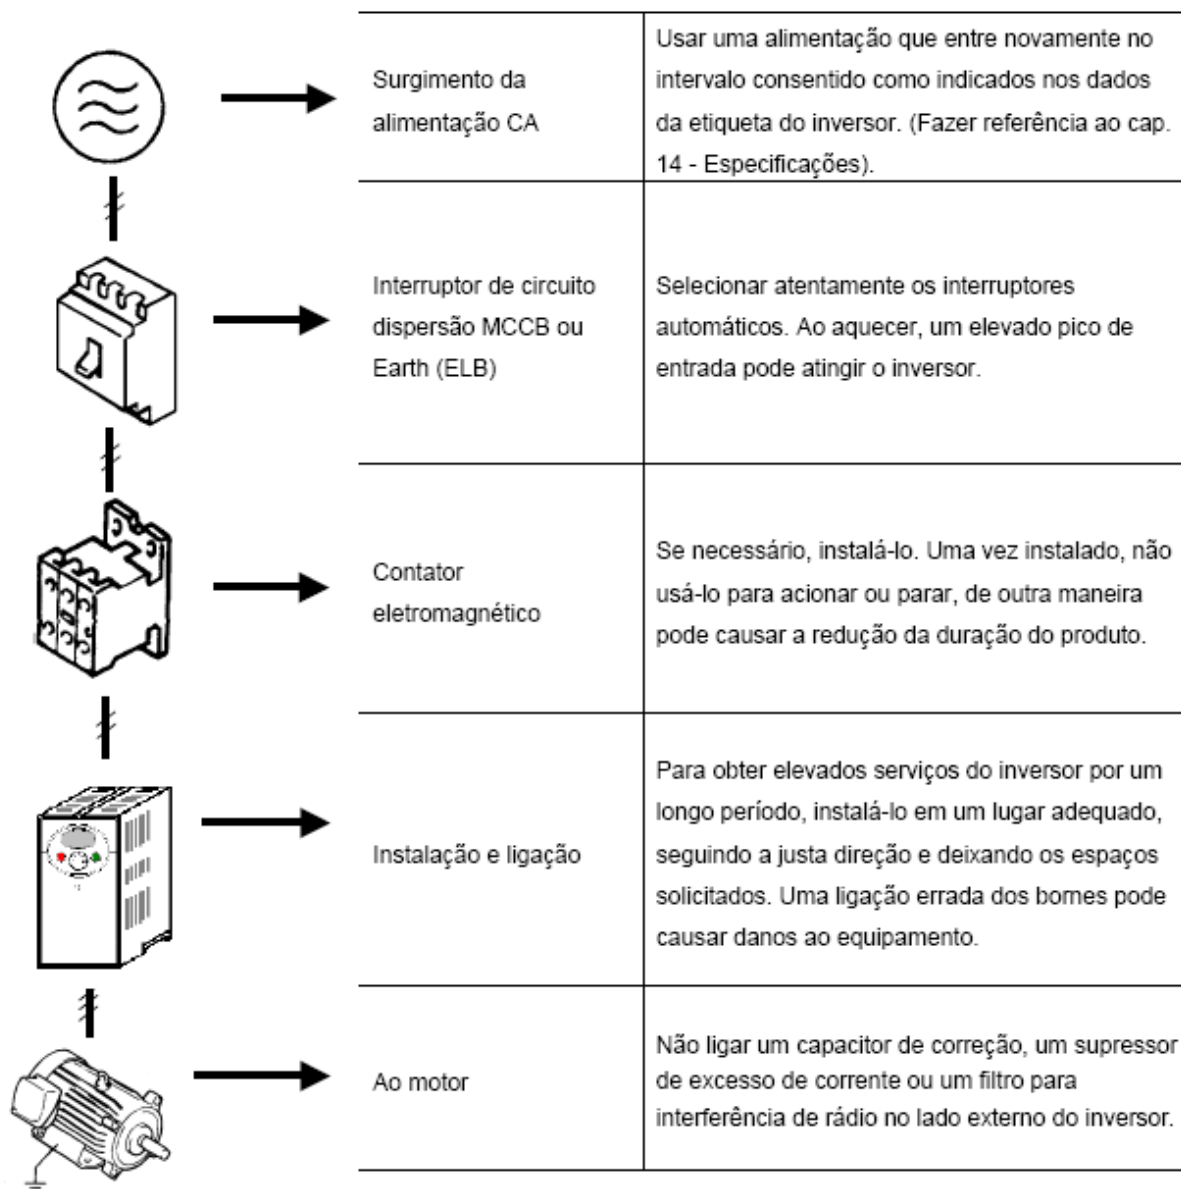 Surgimento da
alimentação CA
Usar uma alimentação que entre novamente no
intervalo consentido como indicados nos dados
da etiqueta do inversor. (Fazer referência ao cap.
14 - Especificações).
Interruptor de circuito
dispersão MCCB ou
Earth (ELB)
Selecionar atentamente os interruptores
automáticos. Ao aquecer, um elevado pico de
entrada pode atingir o inversor.
Contator
eletromagnético
Se necessário, instalá-lo. Uma vez instalado, não
usá-lo para acionar ou parar, de outra maneira
pode causar a redução da duração do produto.
Instalação e ligação
Para obter elevados serviços do inversor por um
longo período, instalá-lo em um lugar adequado,
seguindo a justa direção e deixando os espaços
solicitados. Uma ligação errada dos bornes pode
causar danos ao equipamento.
Ao motor
Não ligar um capacitor de correção, um supressor
de excesso de corrente ou um filtro para
interferência de rádio no lado externo do inversor.